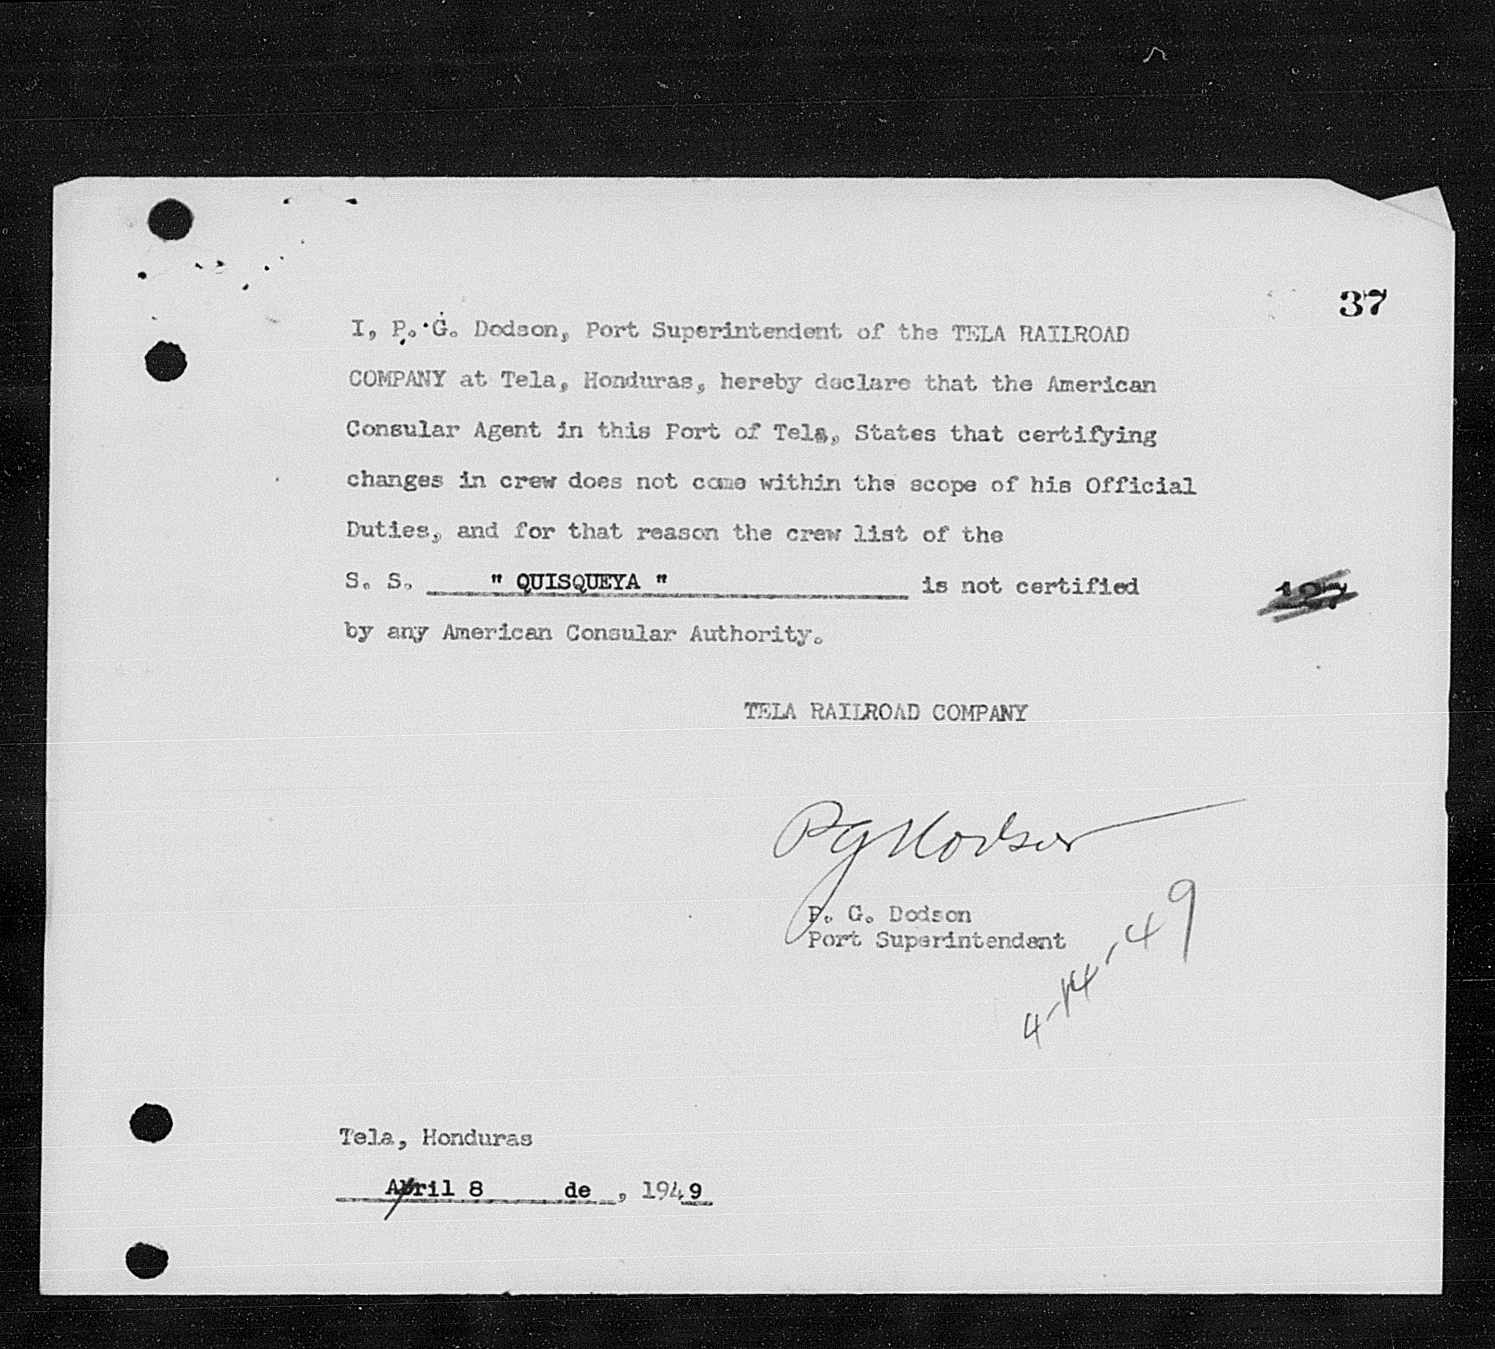 37
I, P. G. Dodson, Port Superintendent of the TELA RAILROAD
COMPANY at Tela, Honduras, hereby declare that the American
Consular Agent in this Port of Tela, States that certifying
changes in crew does not come within the scope of his Official
Duties, and for that reason the crew list of the
S. S. " QUISQUEYA " is not certified
by any American Consular Authority.
TELA RAILROAD COMPANY
PG Dodson
P. G. Dodson
Port Superintendent
4-14-49
Tela, Honduras
April 8 de , 1949